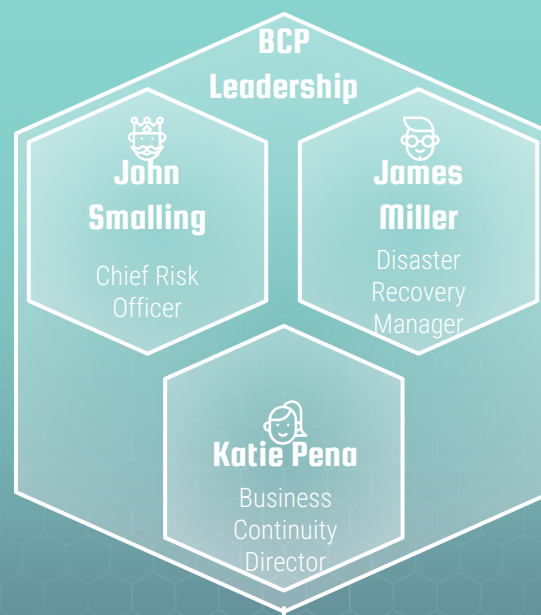 BCP
Leadership
John
Smalling
Chief Risk
Officer
James
Miller
Disaster
Recovery
Manager
Katie Pena
Business
Continuity
Director